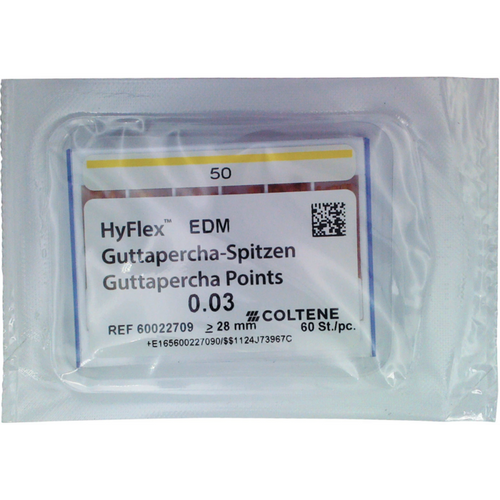 50
HyFlex™ EDM
Guttapercha-Spitzen
Guttapercha Points
0.03
COLTENE
REF 60022709 ≥ 28 mm 60 St./pc.
+E165600227090/$$1124J73967C